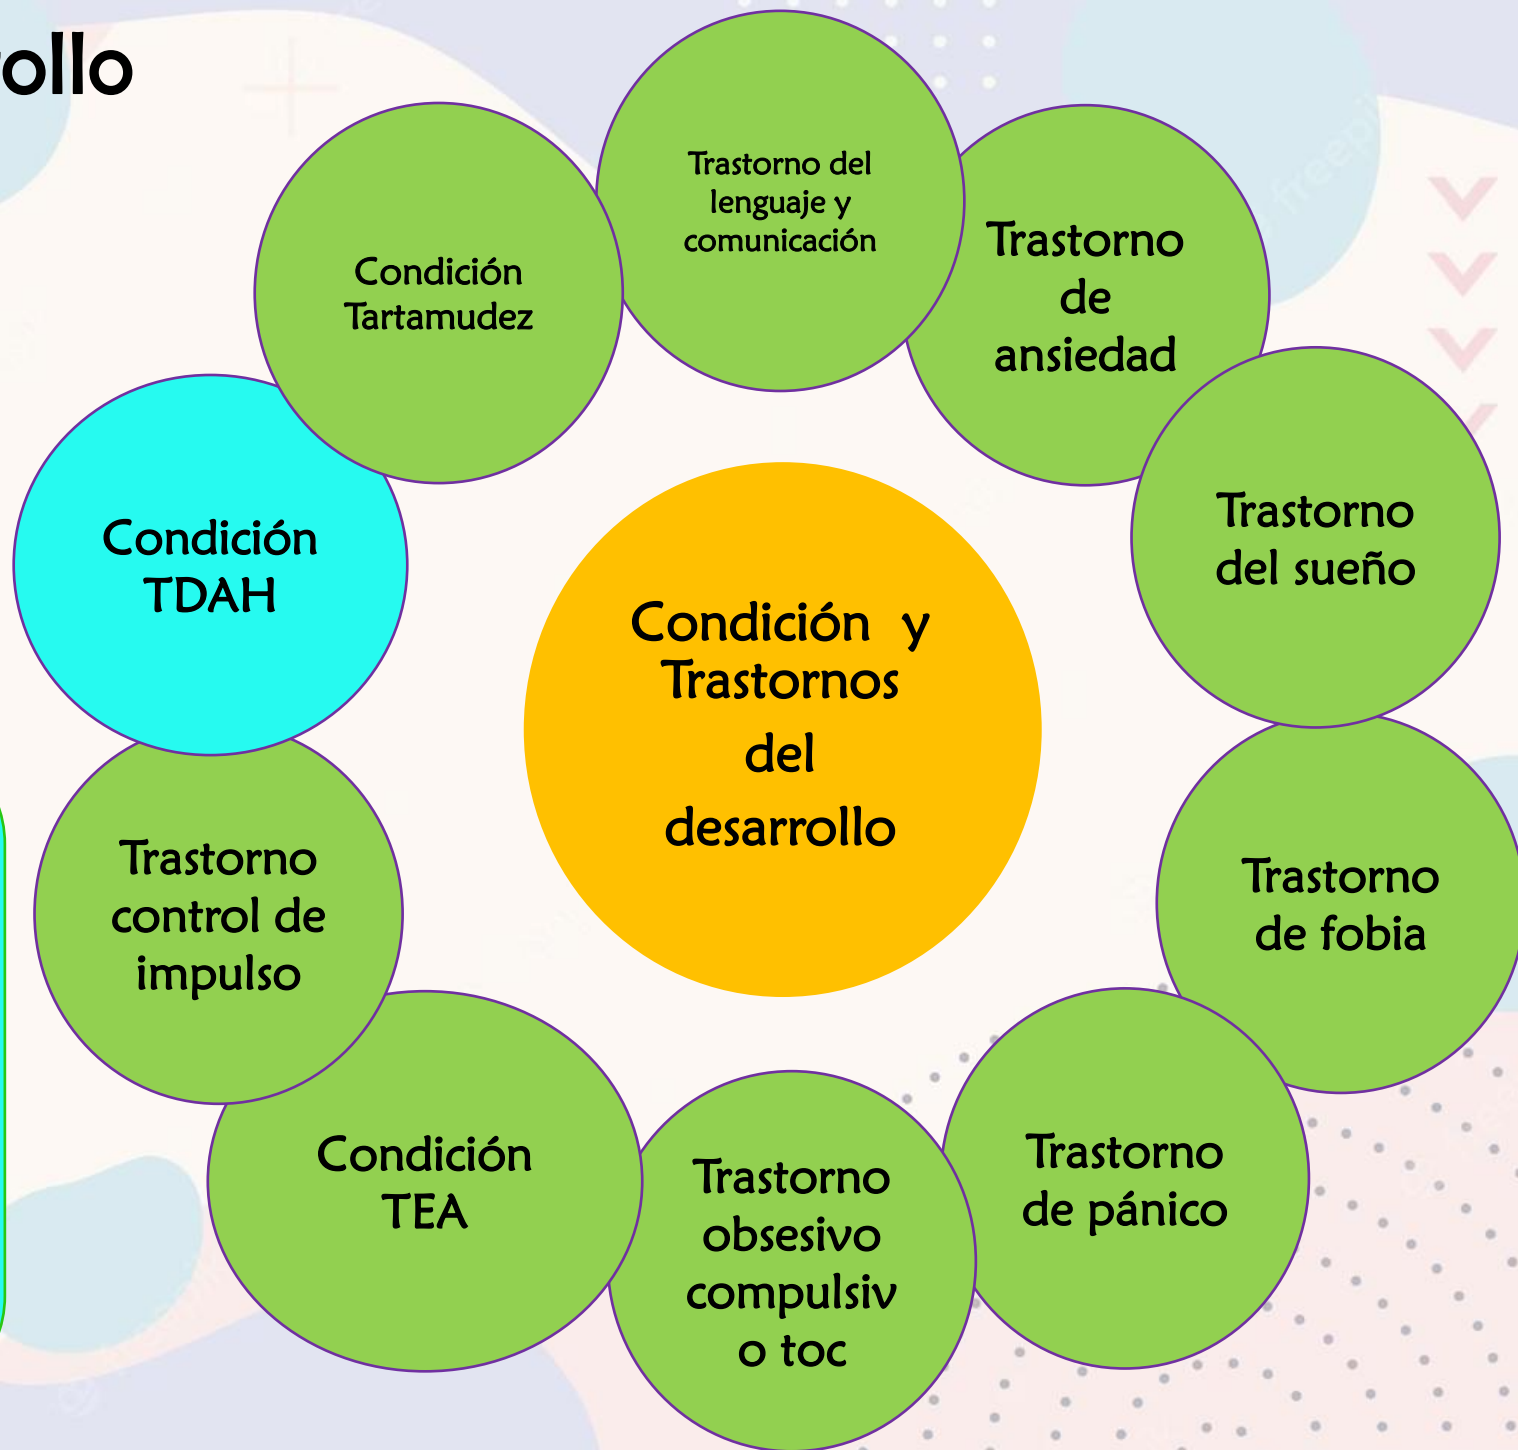 ollo
Trastorno del
lenguaje y
comunicación
Trastorno
de
ansiedad
Trastorno
del sueño
Trastorno
de fobia
Trastorno
de pánico
Trastorno
obsesivo
compulsiv
o toc
Condición
TEA
Trastorno
control de
impulso
Condición
TDAH
Condición
Tartamudez
Condición y
Trastornos
del
desarrollo